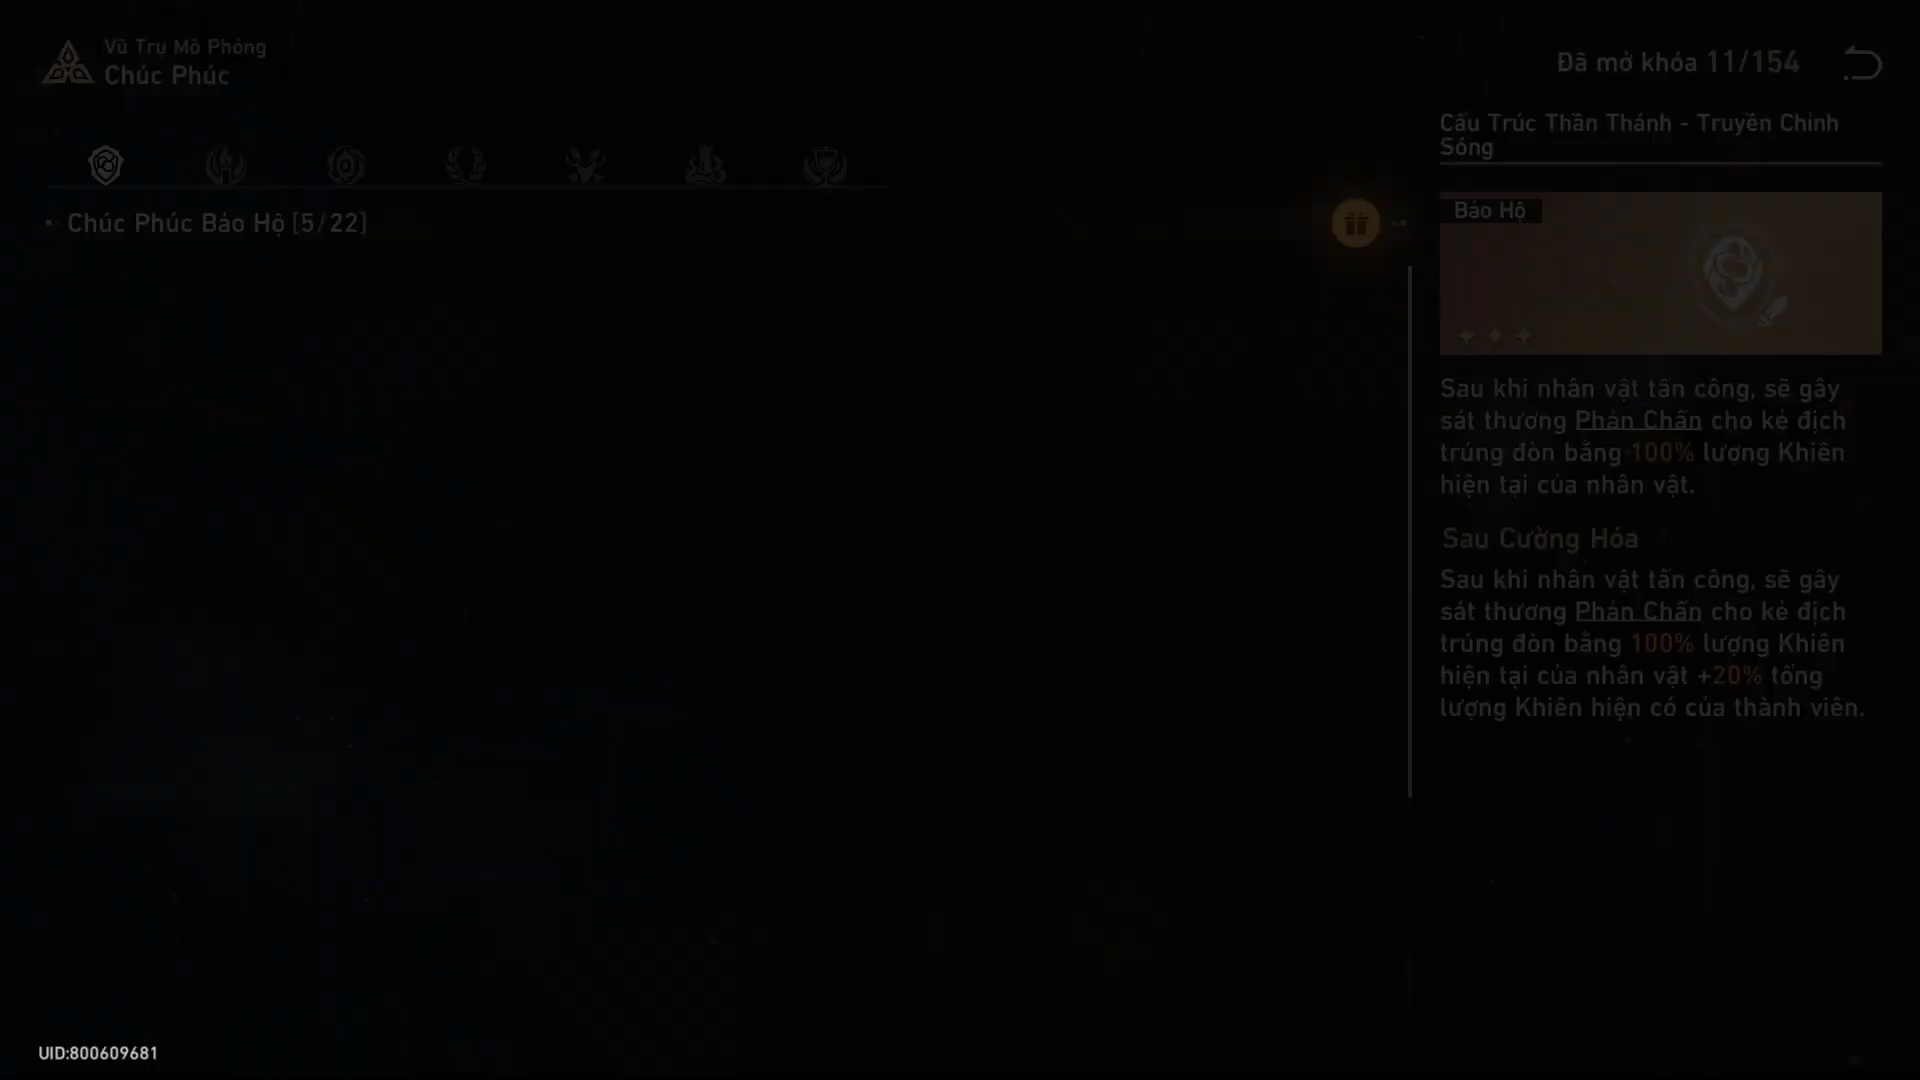 Vũ Trụ Mô Phỏng
Chúc Phúc
Đã mở khóa 11/154
Cấu Trúc Thần Thánh - Truyền Chính
Sóng
Chúc Phúc Bảo Hộ [5/22]
Bảo Hộ
Sau khi nhân vật tấn công, sẽ gây
sát thương Phản Chấn cho kẻ địch
trúng đòn bằng 100% lượng Khiên
hiện tại của nhân vật.
Sau Cường Hóa
Sau khi nhân vật tấn công, sẽ gây
sát thương Phản Chấn cho kẻ địch
trúng đòn bằng 100% lượng Khiên
hiện tại của nhân vật +20% tổng
lượng Khiên hiện có của thành viên.
UID:800609681